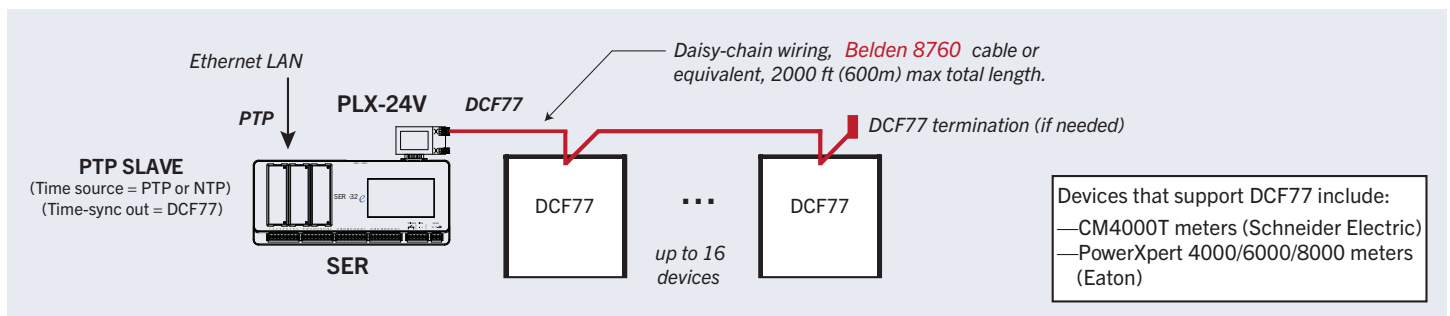 Ethernet LAN
PTP
PLX-24V
DCF77
Daisy-chain wiring, Belden 8760 cable or
equivalent, 2000 ft (600m) max total length.
DCF77 termination (if needed)
PTP SLAVE
(Time source = PTP or NTP)
(Time-sync out = DCF77)
SER-32e
SER
DCF77
...
up to 16
devices
DCF77
Devices that support DCF77 include:
—CM4000T meters (Schneider Electric)
—PowerXpert 4000/6000/8000 meters
(Eaton)